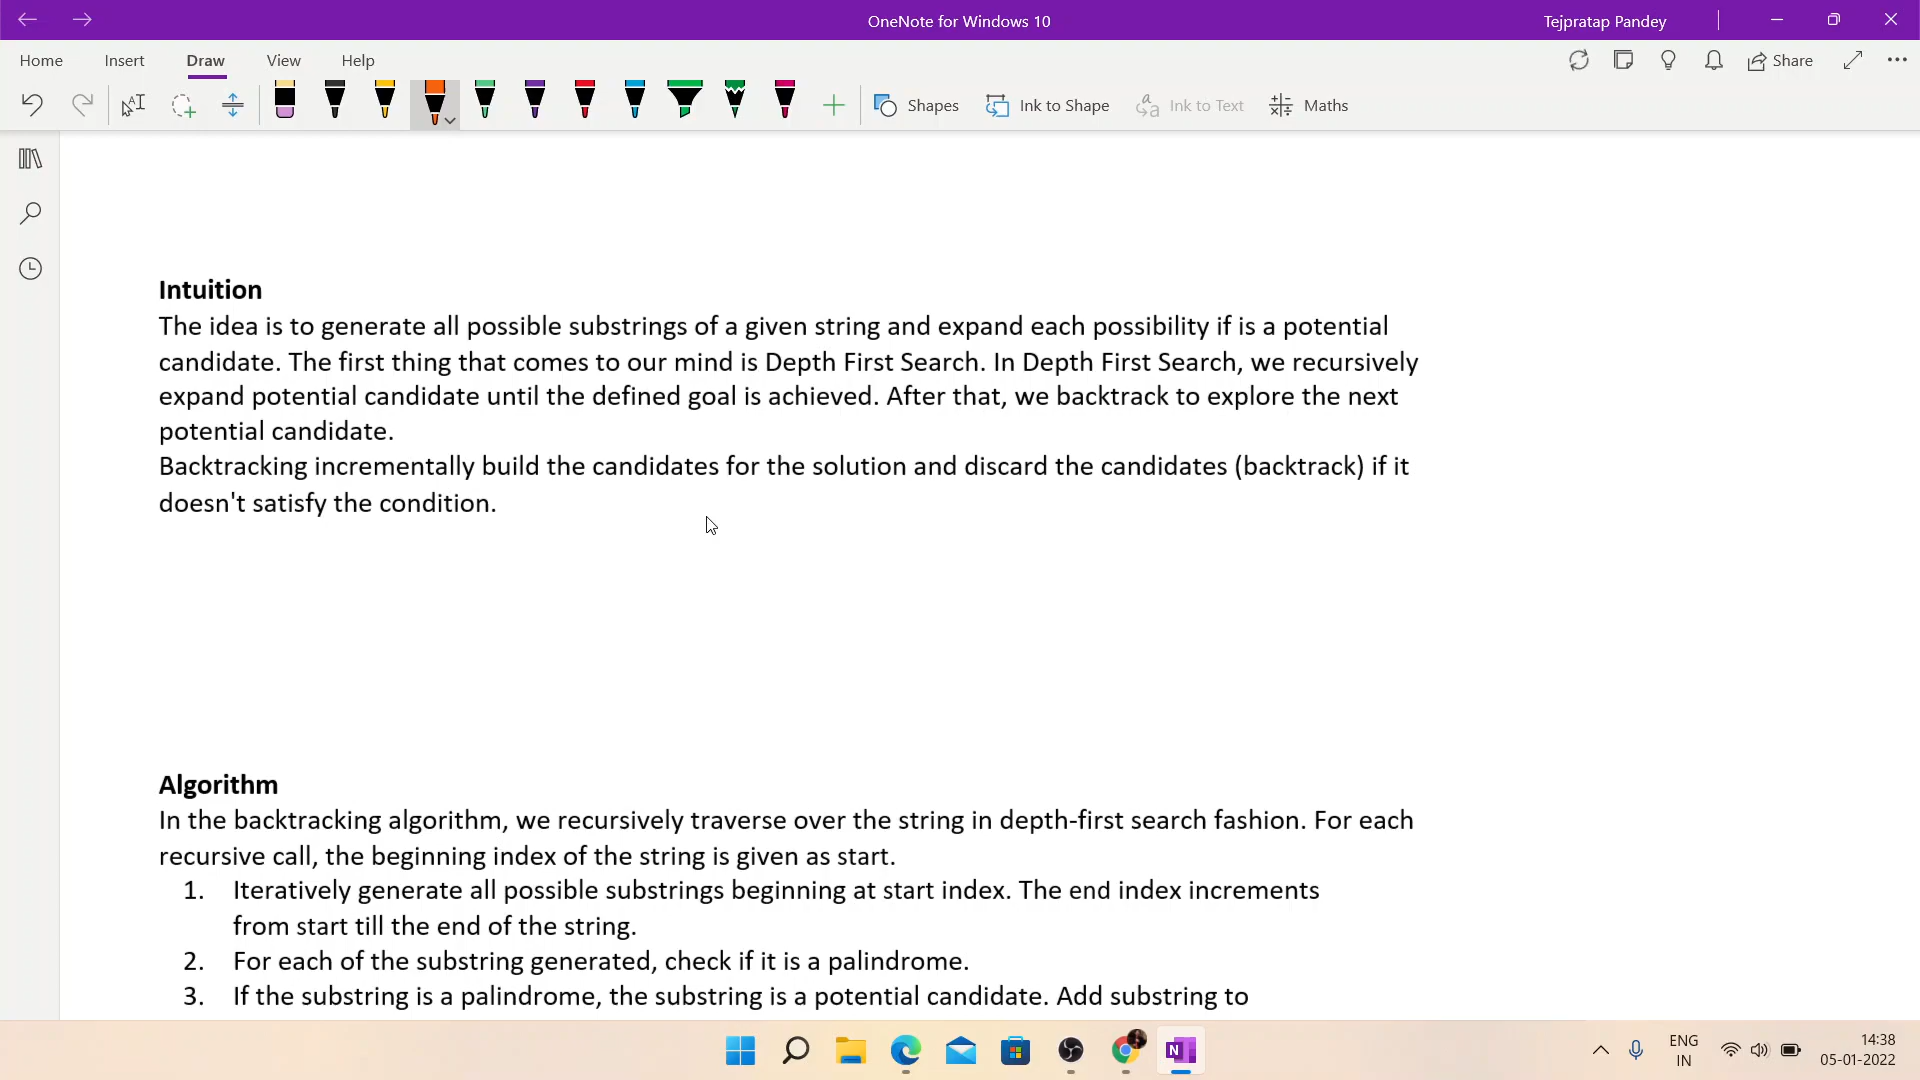 OneNote for Windows 10
Tejpratap Pandey
Home
Insert
Draw
View
Help
Share
Shapes
Ink to Shape
Ink to Text
Maths
Intuition
The idea is to generate all possible substrings of a given string and expand each possibility if is a potential
candidate. The first thing that comes to our mind is Depth First Search. In Depth First Search, we recursively
expand potential candidate until the defined goal is achieved. After that, we backtrack to explore the next
potential candidate.
Backtracking incrementally build the candidates for the solution and discard the candidates (backtrack) if it
doesn't satisfy the condition.
Algorithm
In the backtracking algorithm, we recursively traverse over the string in depth-first search fashion. For each
recursive call, the beginning index of the string is given as start.
1. Iteratively generate all possible substrings beginning at start index. The end index increments
from start till the end of the string.
2. For each of the substring generated, check if it is a palindrome.
3. If the substring is a palindrome, the substring is a potential candidate. Add substring to
ENG
IN
14:38
05-01-2022